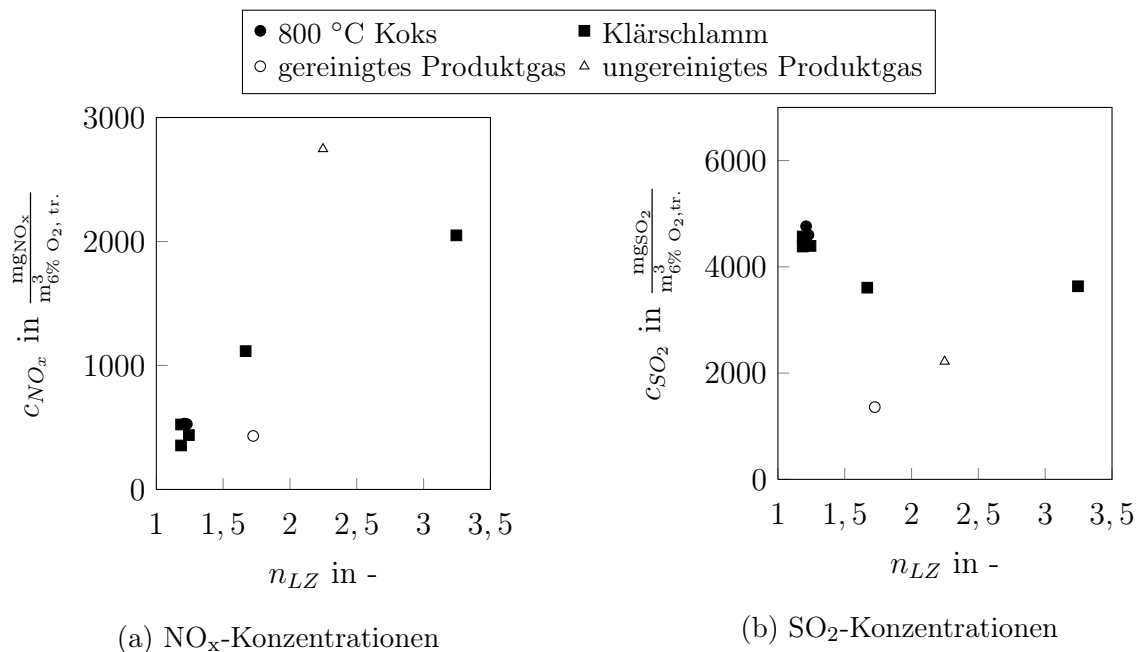 800 °C Koks Klärschlamm
gereinigtes Produktgas ungereinigtes Produktgas
3000
2000
1000
0
c_{NO_x} in mg_{NO_x} / m^3_{6% O_2, tr.}
1 1,5 2 2,5 3 3,5
n_{LZ} in -
(a) NO_x-Konzentrationen
6000
4000
2000
0
c_{SO_2} in mg_{SO_2} / m^3_{6% O_2,tr.}
1 1,5 2 2,5 3 3,5
n_{LZ} in -
(b) SO_2-Konzentrationen